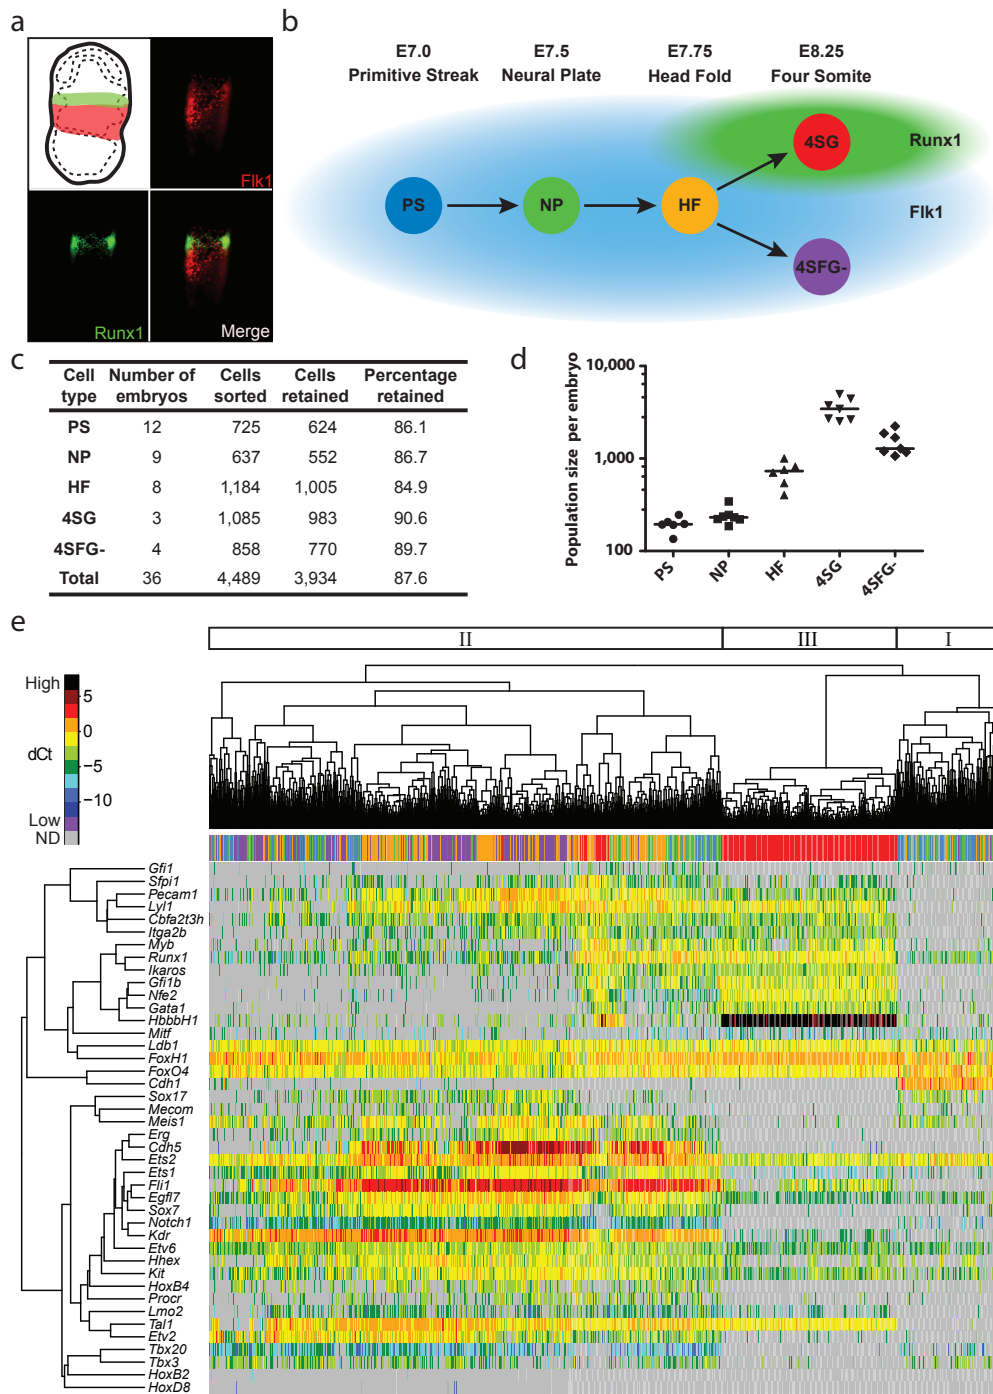 a
Flk1
Runx1
Merge
b
E7.0
Primitive Streak
E7.5
Neural Plate
E7.75
Head Fold
E8.25
Four Somite
PS
NP
HF
4SG
4SFG-
Runx1
Flk1
c
Cell type Number of embryos Cells sorted Cells retained Percentage retained
PS 12 725 624 86.1
NP 9 637 552 86.7
HF 8 1,184 1,005 84.9
4SG 3 1,085 983 90.6
4SFG- 4 858 770 89.7
Total 36 4,489 3,934 87.6
d
Population size per embryo
10,000
1,000
100
PS
NP
HF
4SG
4SFG-
e
II III I
High
5
0
dCt
−5
−10
Low
ND
Gfi1
Sfpi1
Pecam1
Lyl1
Cbfa2t3h
Itga2b
Myb
Runx1
Ikaros
Gfi1b
Nfe2
Gata1
HbbbH1
Mitf
Ldb1
FoxH1
FoxO4
Cdh1
Sox17
Mecom
Meis1
Erg
Cdh5
Ets2
Ets1
Fli1
Egfl7
Sox7
Notch1
Kdr
Etv6
Hhex
Kit
HoxB4
Procr
Lmo2
Tal1
Etv2
Tbx20
Tbx3
HoxB2
HoxD8